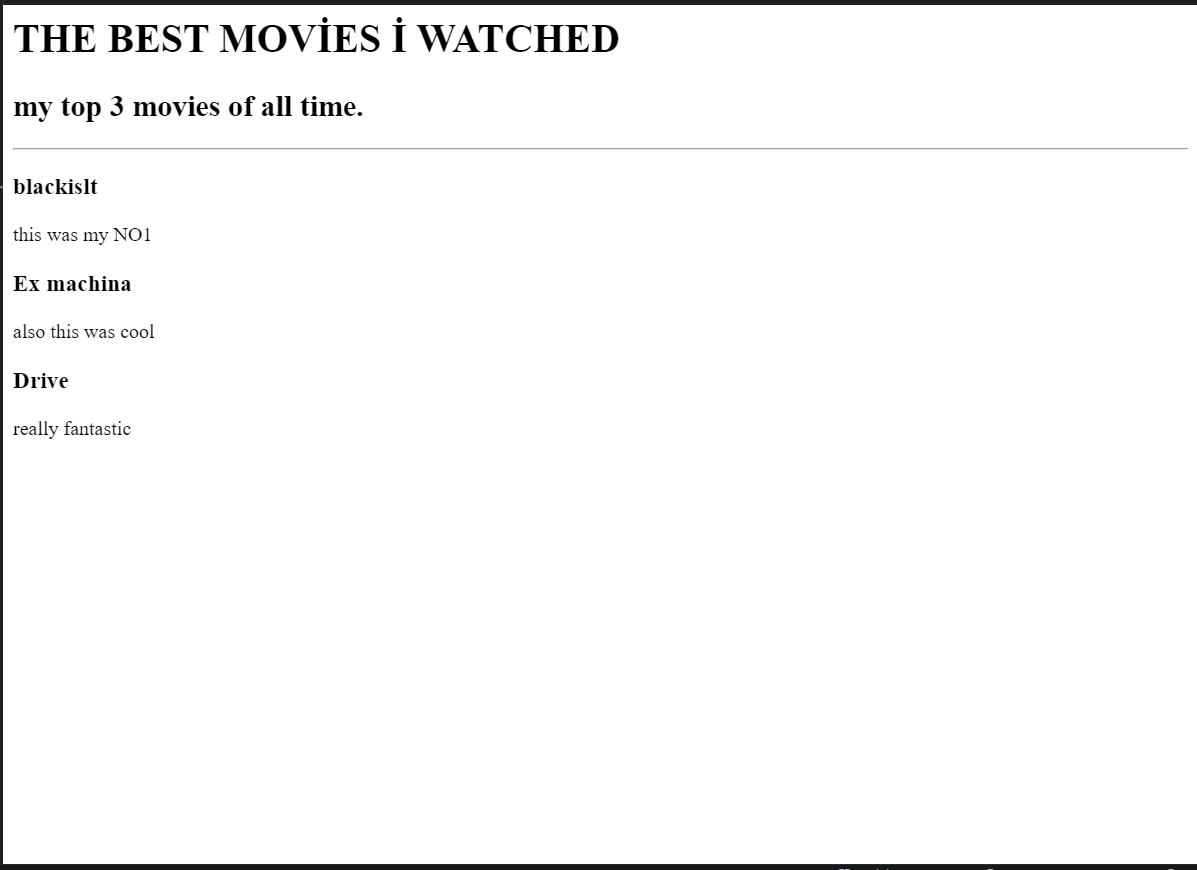 THE BEST MOVİES İ WATCHED
my top 3 movies of all time.
blackislt
this was my NO1
Ex machina
also this was cool
Drive
really fantastic